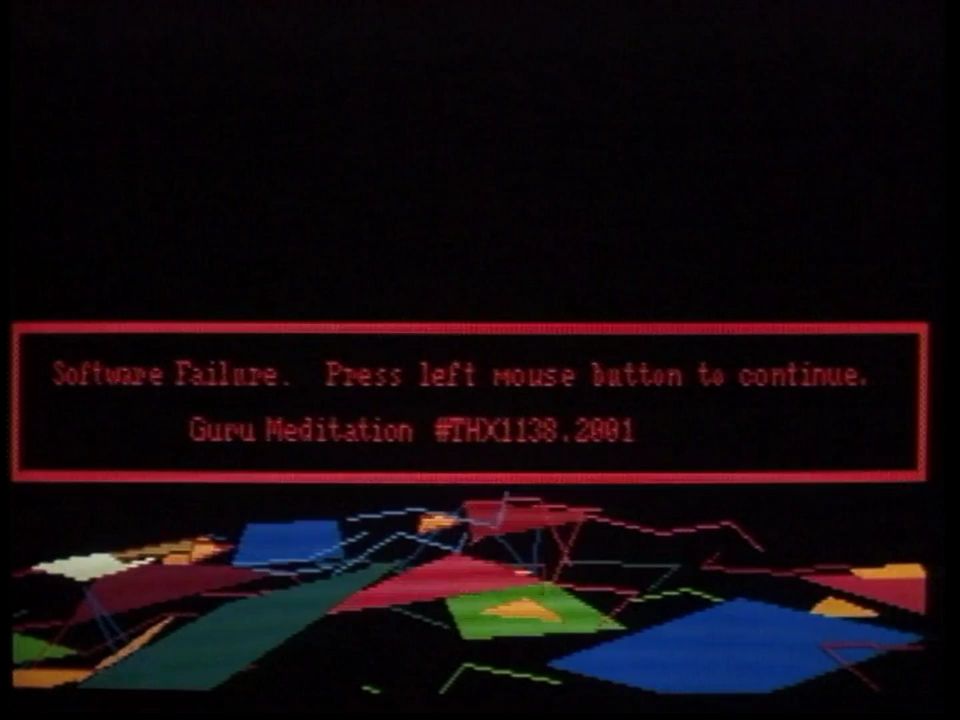 Software Failure.  Press left mouse button to continue.
Guru Meditation #THX1138.2001